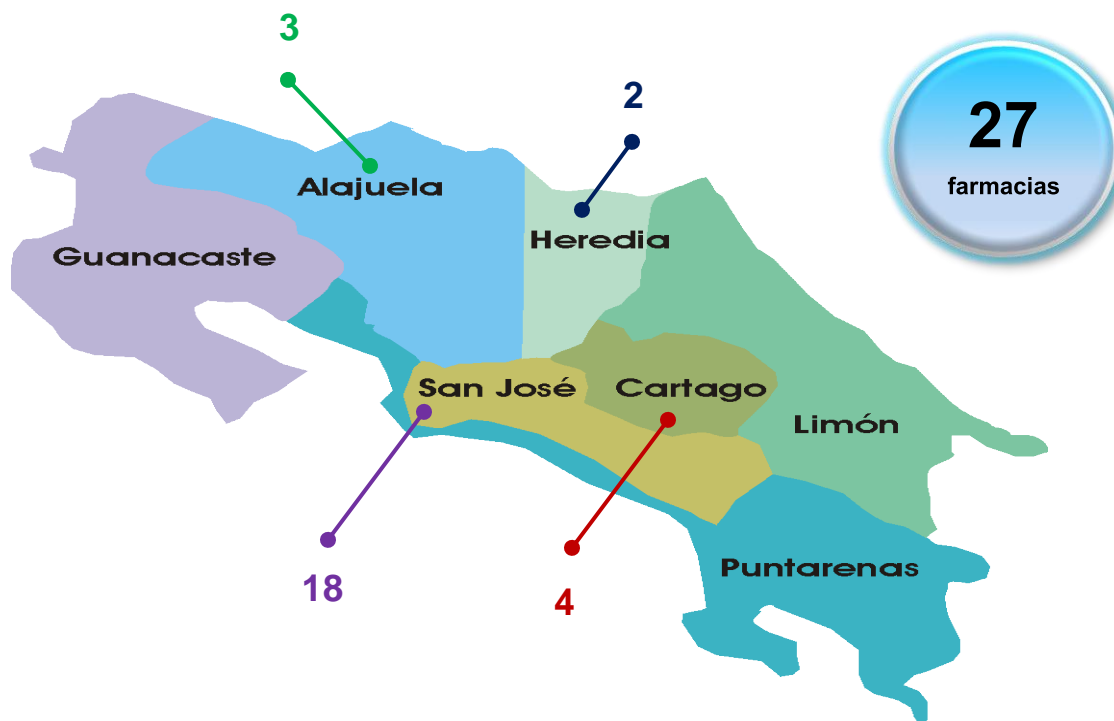 3
2
27
farmacias
Alajuela
Heredia
Guanacaste
San José
Cartago
Limón
Puntarenas
18
4